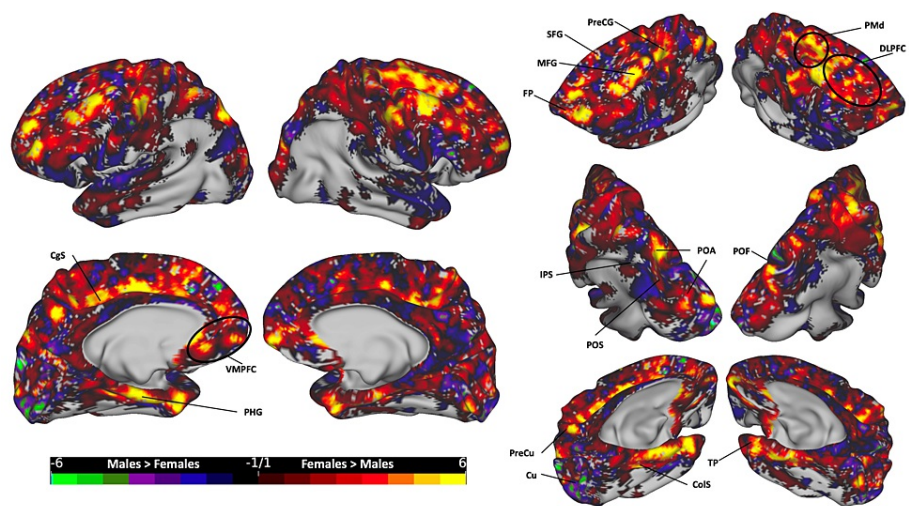 PreCG
PMd
SFG
DLPFC
MFG
FP
CgS
VMPFC
PHG
IPS
POA
POF
POS
-6 Males > Females -1/1 Females > Males 6
PreCu
Cu
TP
ColS